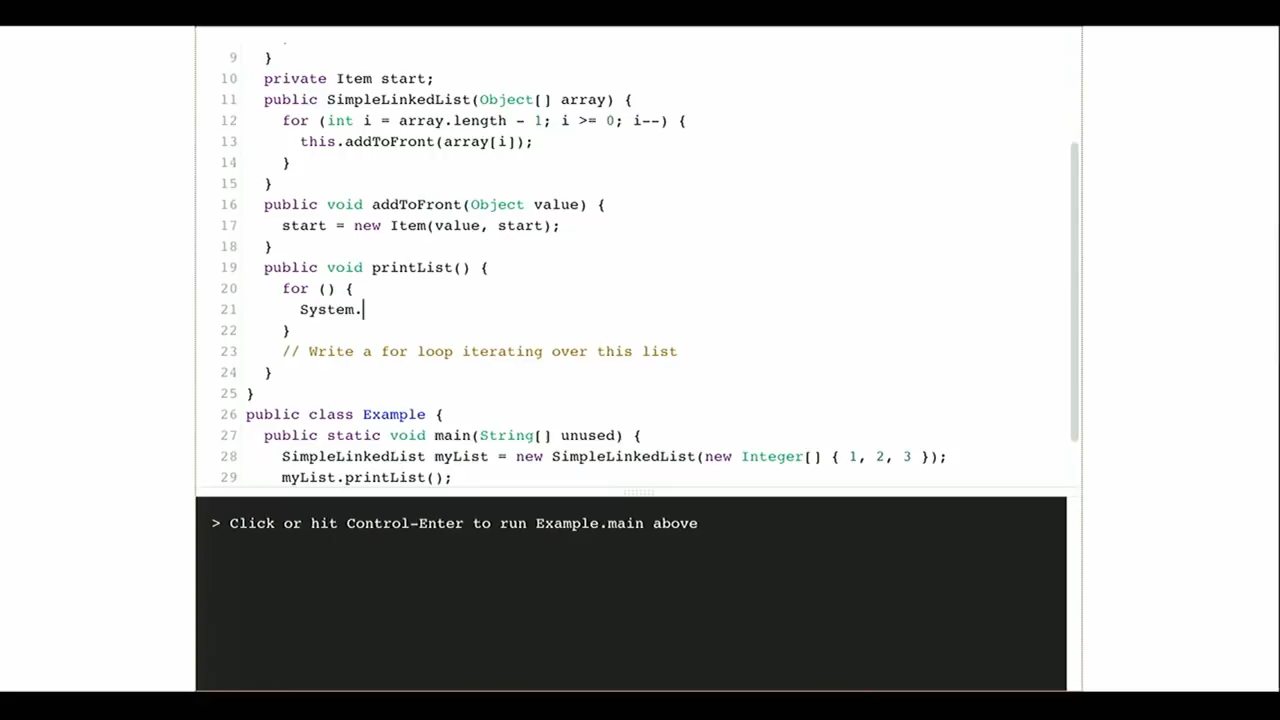 9 }
10 private Item start;
11 public SimpleLinkedList(Object[] array) {
12 for (int i = array.length - 1; i >= 0; i--) {
13 this.addToFront(array[i]);
14 }
15 }
16 public void addToFront(Object value) {
17 start = new Item(value, start);
18 }
19 public void printList() {
20 for () {
21 System.
22 }
23 // Write a for loop iterating over this list
24 }
25 }
26 public class Example {
27 public static void main(String[] unused) {
28 SimpleLinkedList myList = new SimpleLinkedList(new Integer[] { 1, 2, 3 });
29 myList.printList();
> Click or hit Control-Enter to run Example.main above